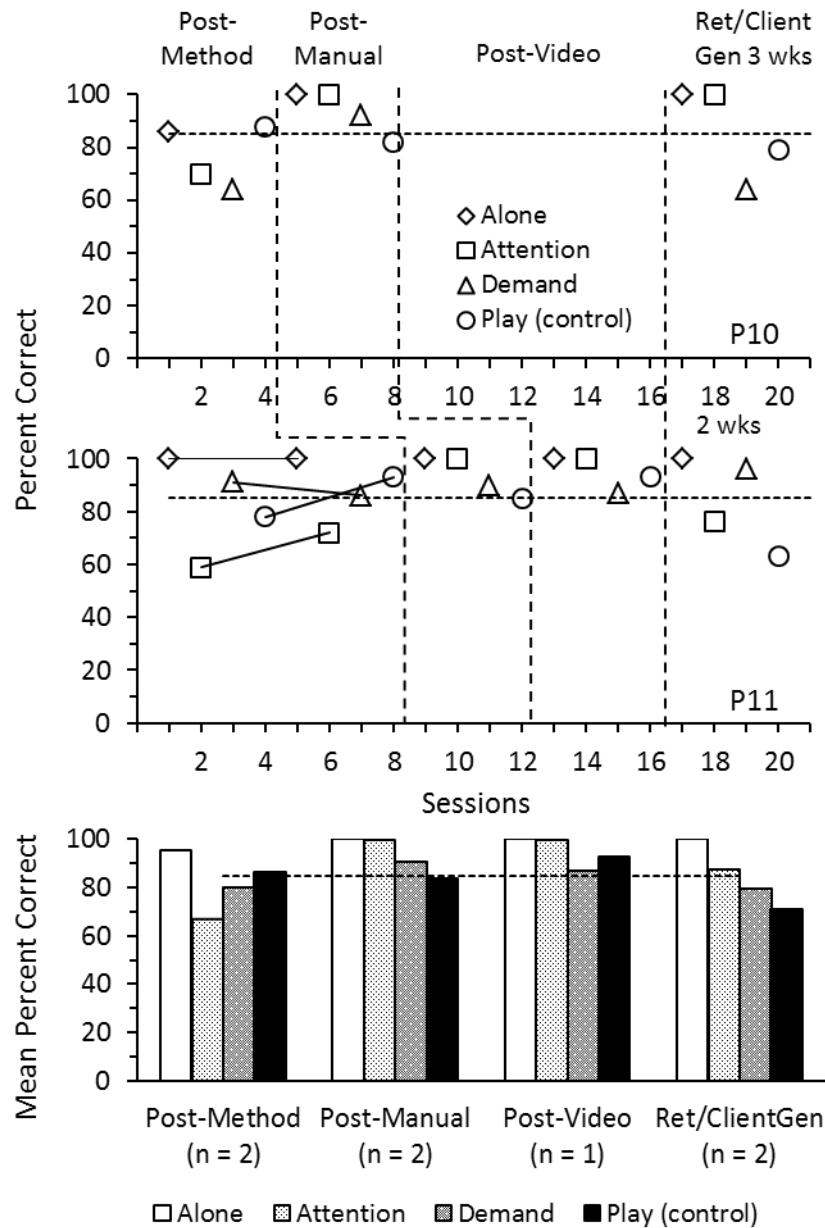 Post-
Method
Post-
Manual
Post-Video
Ret/Client
Gen 3 wks
Percent Correct
100
80
60
40
20
0
Alone
Attention
Demand
Play (control)
P10
2 4 6 8 10 12 14 16 18 20
2 wks
100
80
60
40
20
0
P11
2 4 6 8 10 12 14 16 18 20
Sessions
Mean Percent Correct
100
80
60
40
20
0
Post-Method Post-Manual Post-Video Ret/ClientGen
(n = 2) (n = 2) (n = 1) (n = 2)
Alone Attention Demand Play (control)